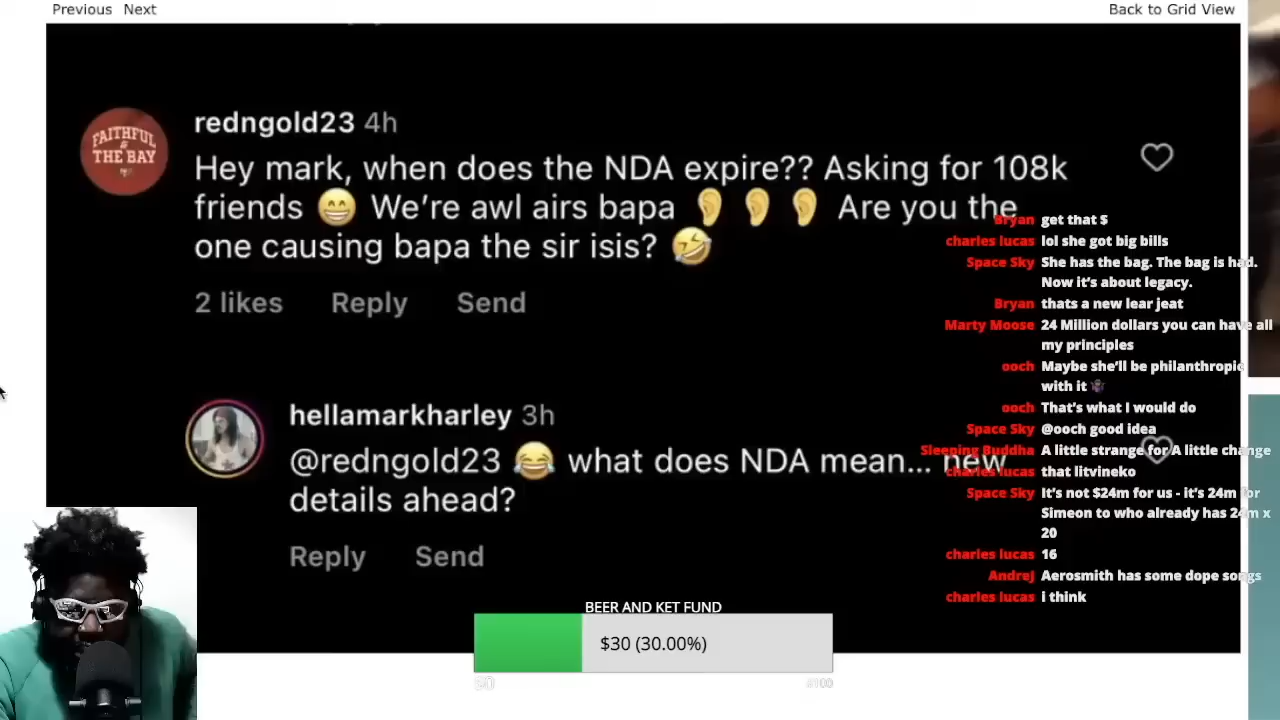 Previous Next
Back to Grid View
FAITHFUL
&
THE BAY
redngold23 4h
Hey mark, when does the NDA expire?? Asking for 108k
friends 😁 We're awl airs bapa 👂👂👂 Are you the
one causing bapa the sir isis? 🤣
2 likes Reply Send
hellamarkharley 3h
@redngold23 😂 what does NDA mean... new
details ahead?
Reply Send
Bryan get that $
charles lucas lol she got big bills
Space Sky She has the bag. The bag is had.
Now it's about legacy.
Bryan thats a new lear jeat
Marty Moose 24 Million dollars you can have all
my principles
ooch Maybe she'll be philanthropic
with it
ooch That's what I would do
Space Sky @ooch good idea
Sleeping Buddha A little strange for A little change
charles lucas that litvineko
Space Sky It's not $24m for us - it's 24m for
Simeon to who already has 24m x
20
charles lucas 16
Andrej Aerosmith has some dope songs
charles lucas i think
BEER AND KET FUND
$30 (30.00%)
$0 $100